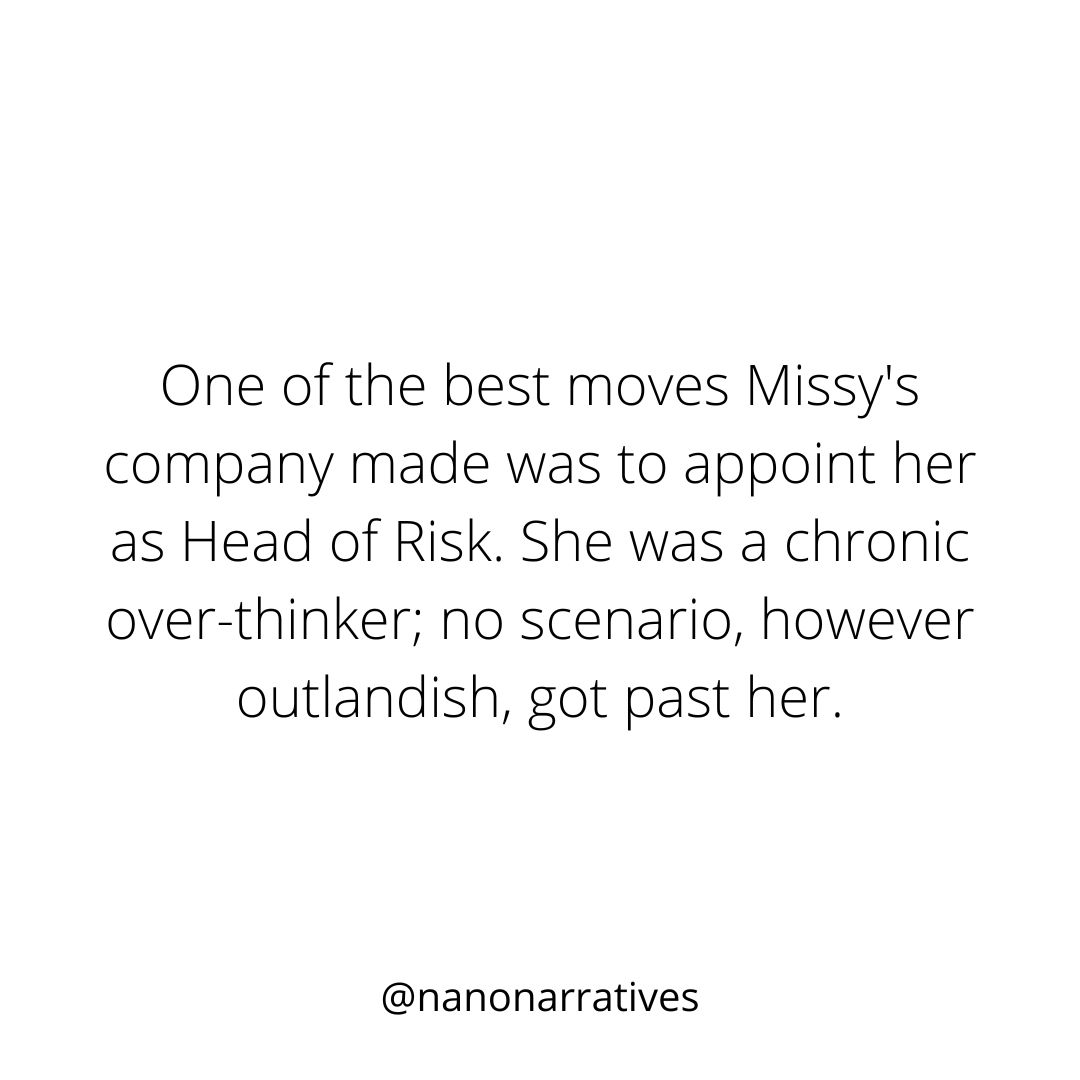 One of the best moves Missy's
company made was to appoint her
as Head of Risk. She was a chronic
over-thinker; no scenario, however
outlandish, got past her.
@nanonarratives